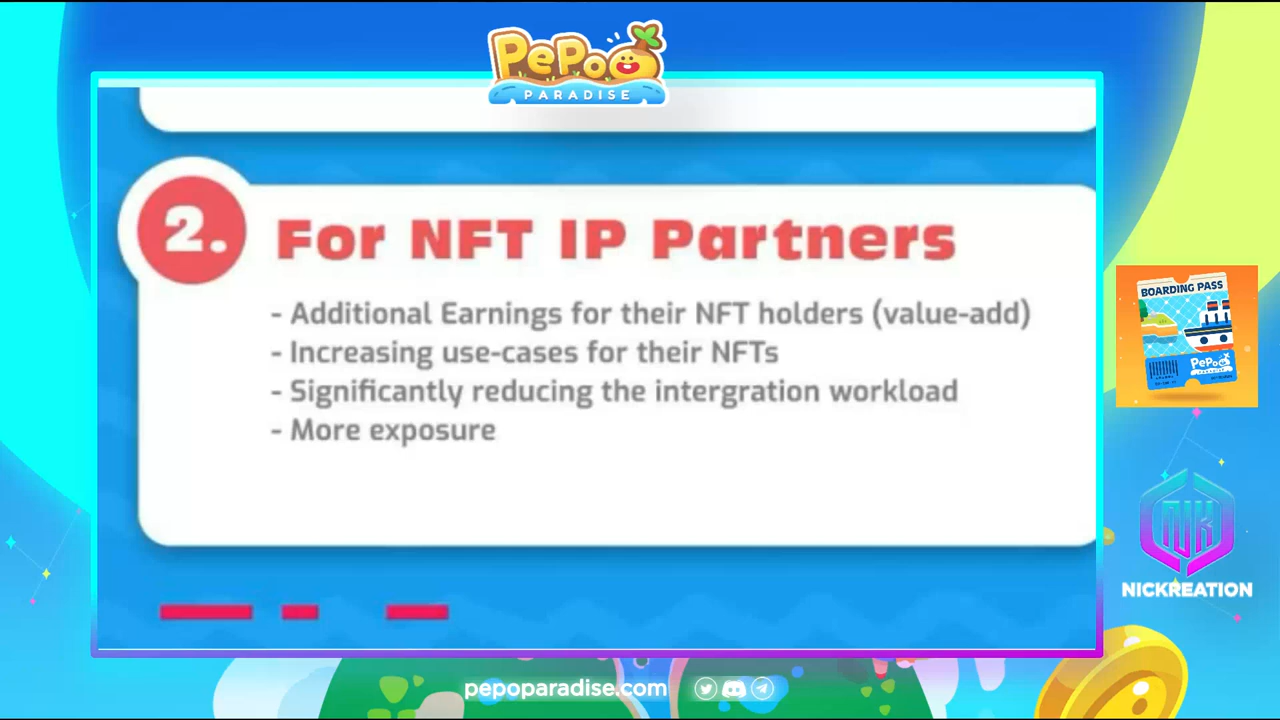 PePoo
PARADISE
2.
For NFT IP Partners
- Additional Earnings for their NFT holders (value-add)
- Increasing use-cases for their NFTs
- Significantly reducing the intergration workload
- More exposure
BOARDING PASS
PePoo
NK
NICKREATION
pepoparadise.com